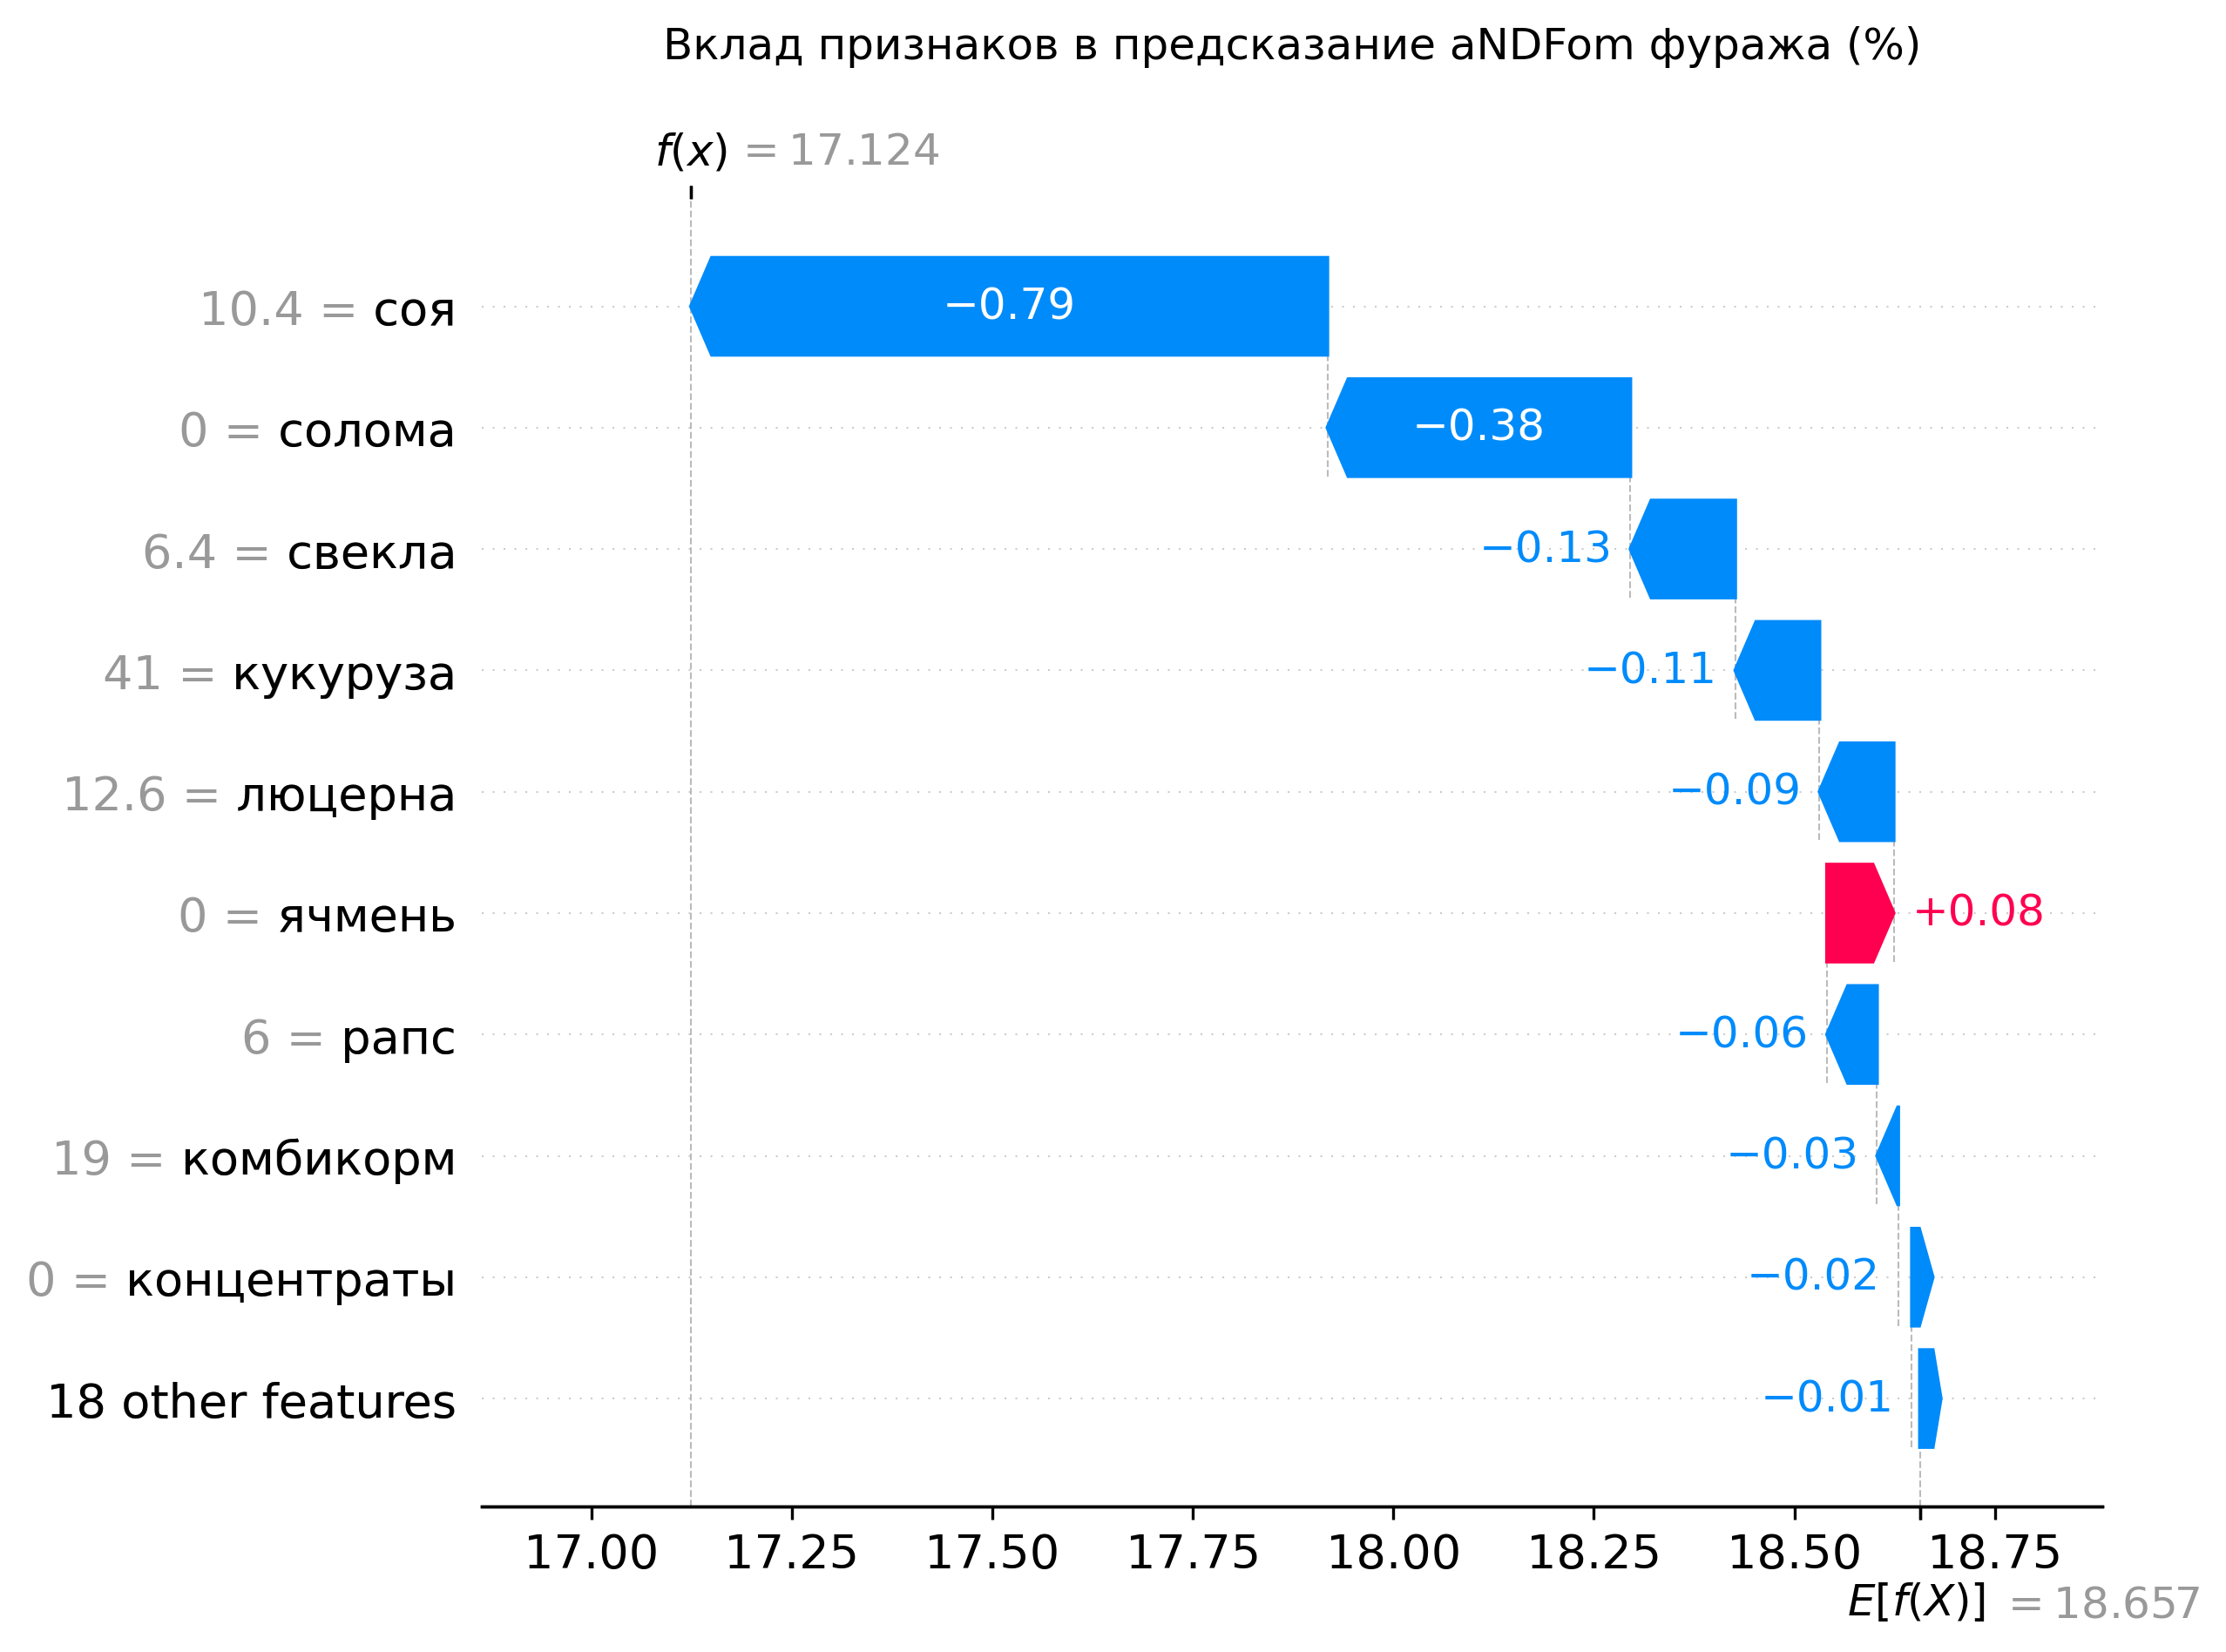 Вклад признаков в предсказание aNDFom фуража (%)
f(x) = 17.124
10.4 = соя −0.79
0 = солома −0.38
6.4 = свекла −0.13
41 = кукуруза −0.11
12.6 = люцерна −0.09
0 = ячмень +0.08
6 = рапс −0.06
19 = комбикорм −0.03
0 = концентраты −0.02
18 other features −0.01
17.00 17.25 17.50 17.75 18.00 18.25 18.50 18.75
E[f(X)] = 18.657